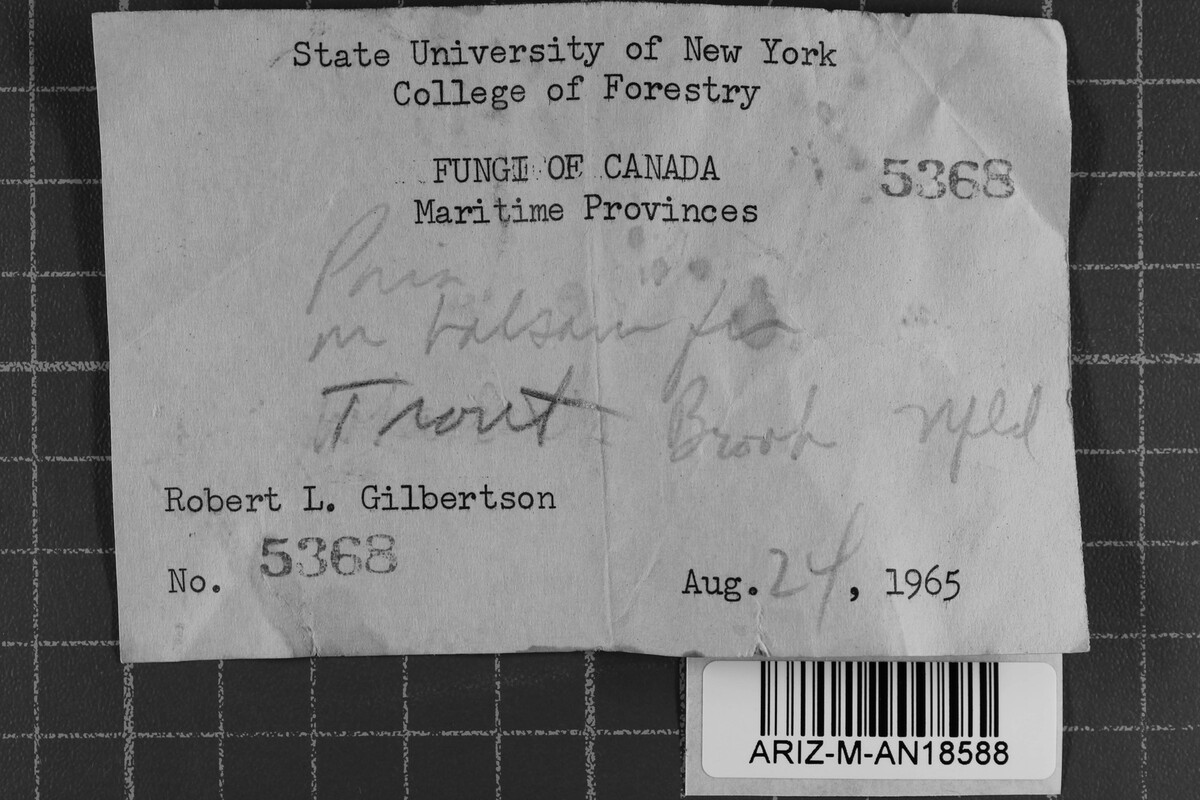 State University of New York
College of Forestry
FUNGI OF CANADA
5368
Maritime Provinces
Poria
on balsam fir
Trout Brook Nfld
Robert L. Gilbertson
No. 5368
Aug. 24, 1965
ARIZ-M-AN18588